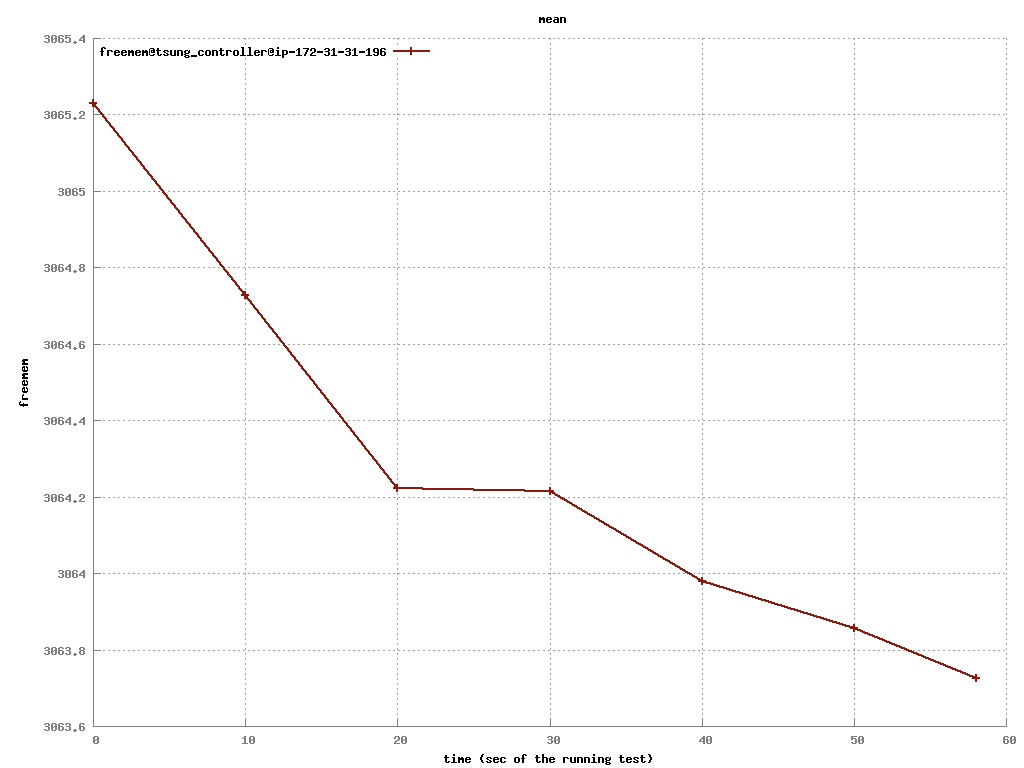 mean
3065.4
freemem@tsung_controller@ip-172-31-31-196
3065.2
3065
3064.8
3064.6
freemem
3064.4
3064.2
3064
3063.8
3063.6
0 10 20 30 40 50 60
time (sec of the running test)